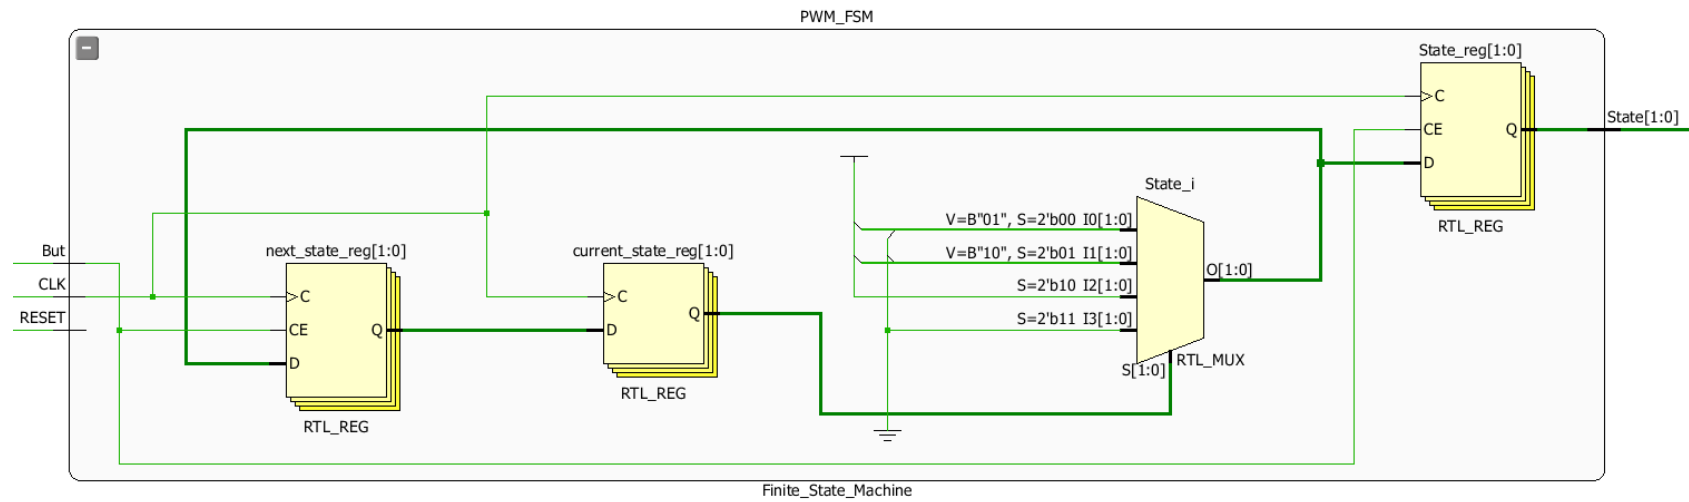 PWM_FSM
−
State_reg[1:0]
C
CE
Q
D
RTL_REG
State[1:0]
State_i
V=B"01", S=2'b00 I0[1:0]
V=B"10", S=2'b01 I1[1:0]
S=2'b10 I2[1:0]
S=2'b11 I3[1:0]
O[1:0]
S[1:0]
RTL_MUX
But
CLK
RESET
next_state_reg[1:0]
C
CE
Q
D
RTL_REG
current_state_reg[1:0]
C
Q
D
RTL_REG
Finite_State_Machine